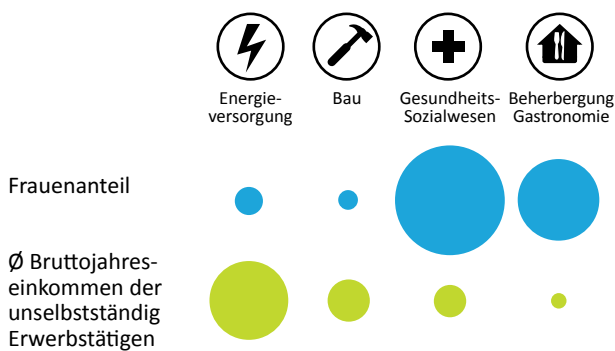 Energie-
versorgung
Bau
Gesundheits-
Sozialwesen
Beherbergung
Gastronomie
Frauenanteil
Ø Bruttojahres-
einkommen der
unselbstständig
Erwerbstätigen